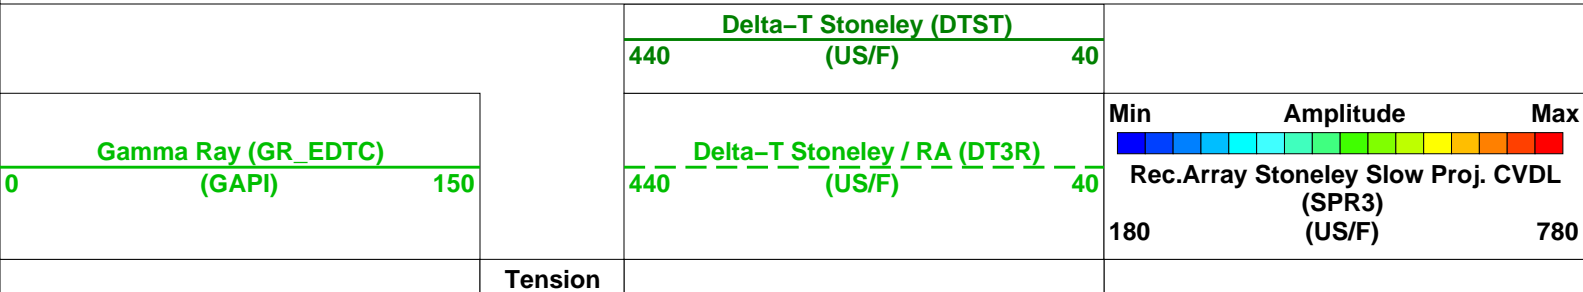 Delta−T Stoneley (DTST)
440 (US/F) 40
Min Amplitude Max
Gamma Ray (GR_EDTC)
0 (GAPI) 150
Delta−T Stoneley / RA (DT3R)
440 (US/F) 40
Rec.Array Stoneley Slow Proj. CVDL
(SPR3)
180 (US/F) 780
Tension